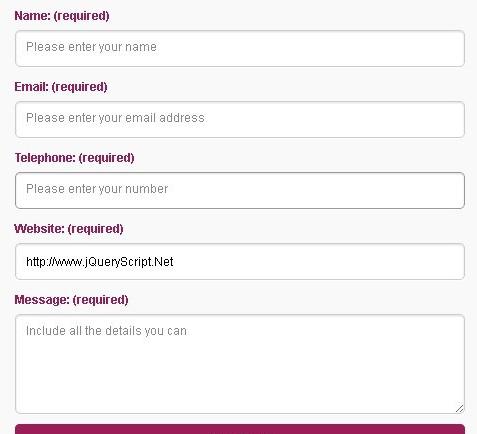 Name: (required)
Please enter your name
Email: (required)
Please enter your email address
Telephone: (required)
Please enter your number
Website: (required)
http://www.jQueryScript.Net
Message: (required)
Include all the details you can